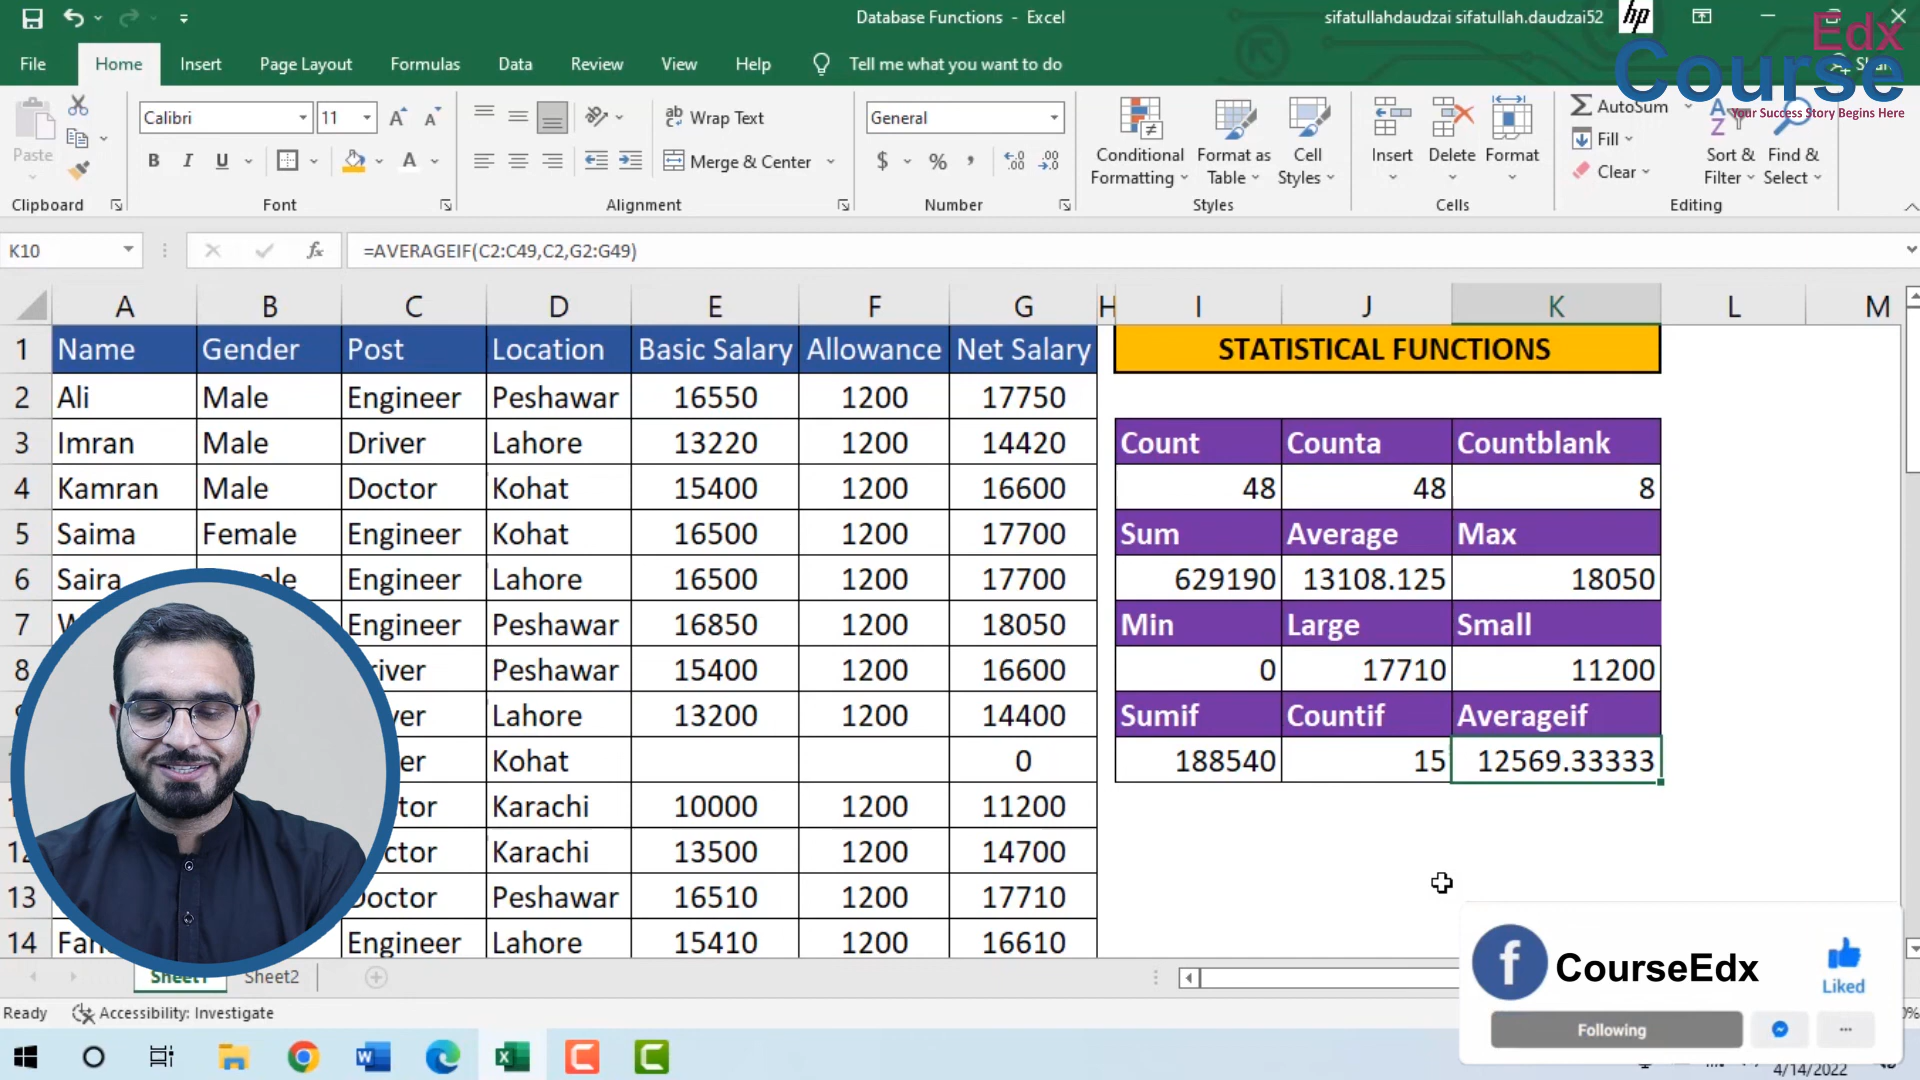 Database Functions - Excel
sifatullahdaudzai sifatullah.daudzai52
hp
Edx
Course
Your Success Story Begins Here
File Home Insert Page Layout Formulas Data Review View Help Tell me what you want to do
Paste
Calibri 11
Wrap Text
Merge & Center
General
Conditional Formatting
Format as Table
Cell Styles
Insert Delete Format
AutoSum
Fill
Clear
Sort & Filter
Find & Select
Clipboard Font Alignment Number Styles Cells Editing
K10 fx =AVERAGEIF(C2:C49,C2,G2:G49)
A B C D E F G H I J K L M
1 Name Gender Post Location Basic Salary Allowance Net Salary STATISTICAL FUNCTIONS
2 Ali Male Engineer Peshawar 16550 1200 17750
3 Imran Male Driver Lahore 13220 1200 14420 Count Counta Countblank
4 Kamran Male Doctor Kohat 15400 1200 16600 48 48 8
5 Saima Female Engineer Kohat 16500 1200 17700 Sum Average Max
6 Saira Engineer Lahore 16500 1200 17700 629190 13108.125 18050
7 Engineer Peshawar 16850 1200 18050 Min Large Small
8 Peshawar 15400 1200 16600 0 17710 11200
Lahore 13200 1200 14400 Sumif Countif Averageif
Kohat 0 188540 15 12569.33333
Karachi 10000 1200 11200
12 Karachi 13500 1200 14700
13 Doctor Peshawar 16510 1200 17710
14 Engineer Lahore 15410 1200 16610
Sheet1 Sheet2
Ready Accessibility: Investigate
CourseEdx
Liked
Following
4/14/2022